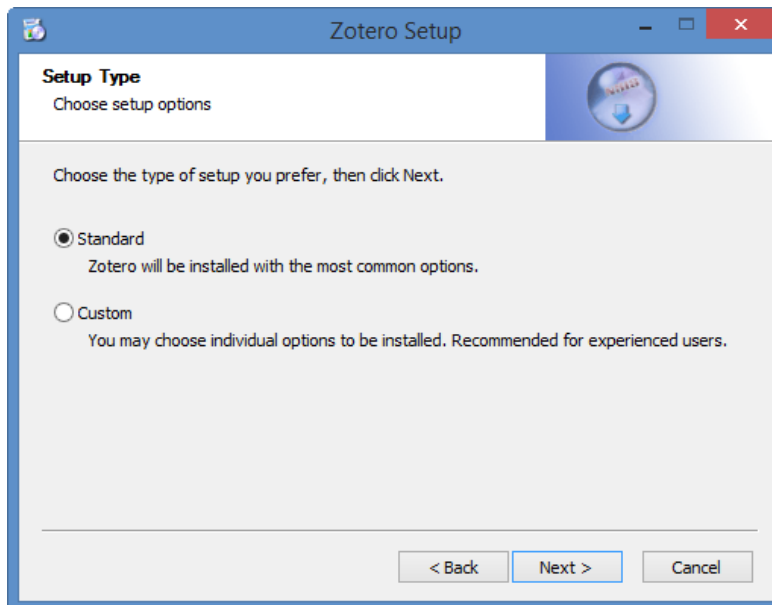 Zotero Setup
Setup Type
Choose setup options
Choose the type of setup you prefer, then click Next.
Standard
Zotero will be installed with the most common options.
Custom
You may choose individual options to be installed. Recommended for experienced users.
< Back
Next >
Cancel